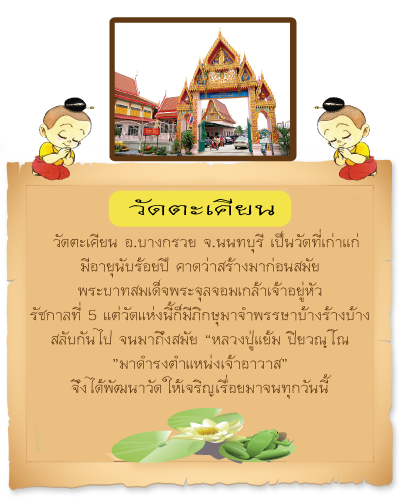 วัดตะเคียน
วัดตะเคียน อ.บางกรวย จ.นนทบุรี เป็นวัดที่เก่าแก่
มีอายุนับร้อยปี คาดว่าสร้างมาก่อนสมัย
พระบาทสมเด็จพระจุลจอมเกล้าเจ้าอยู่หัว
รัชกาลที่ 5 แต่วัดแห่งนี้ก็มีภิกษุมาจำพรรษาบ้างร้างบ้าง
สลับกันไป จนมาถึงสมัย “หลวงปู่แย้ม ปิยวณฺโณ
”มาดำรงตำแหน่งเจ้าอาวาส”
จึงได้พัฒนาวัดให้เจริญเรื่อยมาจนทุกวันนี้